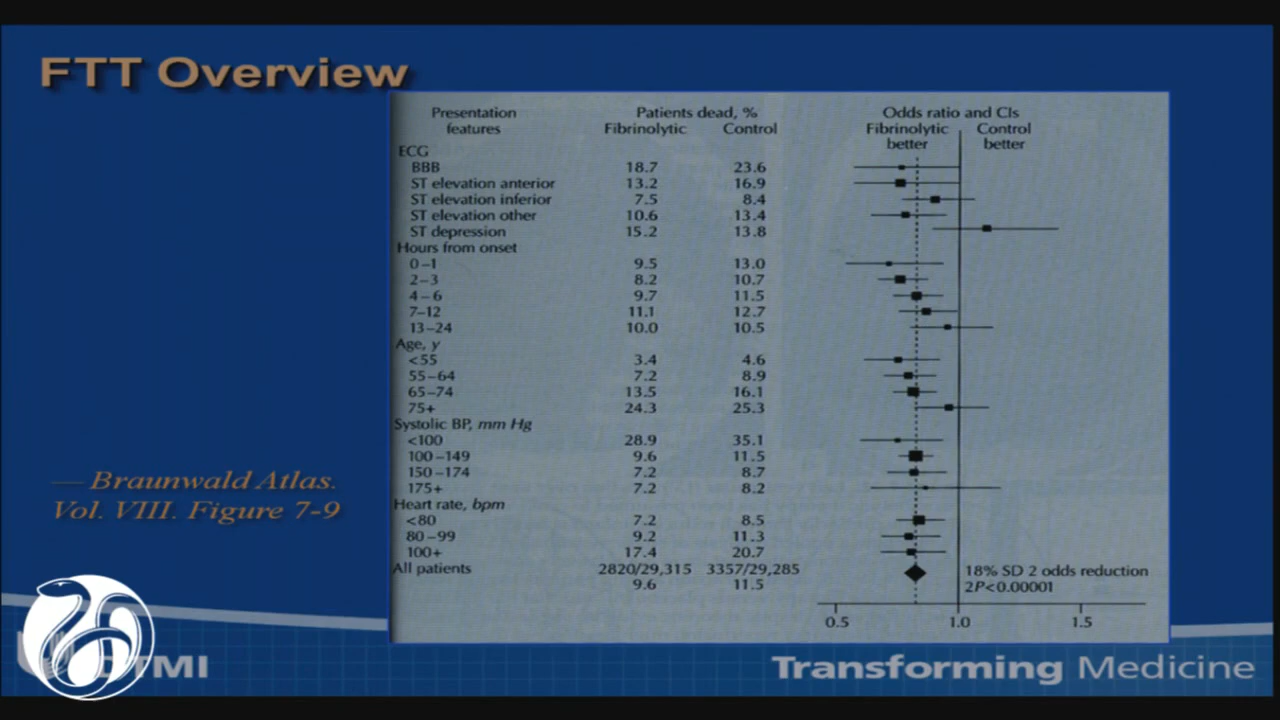 FTT Overview
Presentation features
Patients dead, %
Fibrinolytic Control
Odds ratio and CIs
Fibrinolytic better
Control better
ECG
BBB 18.7 23.6
ST elevation anterior 13.2 16.9
ST elevation inferior 7.5 8.4
ST elevation other 10.6 13.4
ST depression 15.2 13.8
Hours from onset
0–1 9.5 13.0
2–3 8.2 10.7
4–6 9.7 11.5
7–12 11.1 12.7
13–24 10.0 10.5
Age, y
<55 3.4 4.6
55–64 7.2 8.9
65–74 13.5 16.1
75+ 24.3 25.3
Systolic BP, mm Hg
<100 28.9 35.1
100–149 9.6 11.5
150–174 7.2 8.7
175+ 7.2 8.2
Heart rate, bpm
<80 7.2 8.5
80–99 9.2 11.3
100+ 17.4 20.7
All patients 2820/29,315 3357/29,285
9.6 11.5
18% SD 2 odds reduction
2P<0.00001
0.5 1.0 1.5
— Braunwald Atlas.
Vol. VIII. Figure 7-9
Transforming Medicine